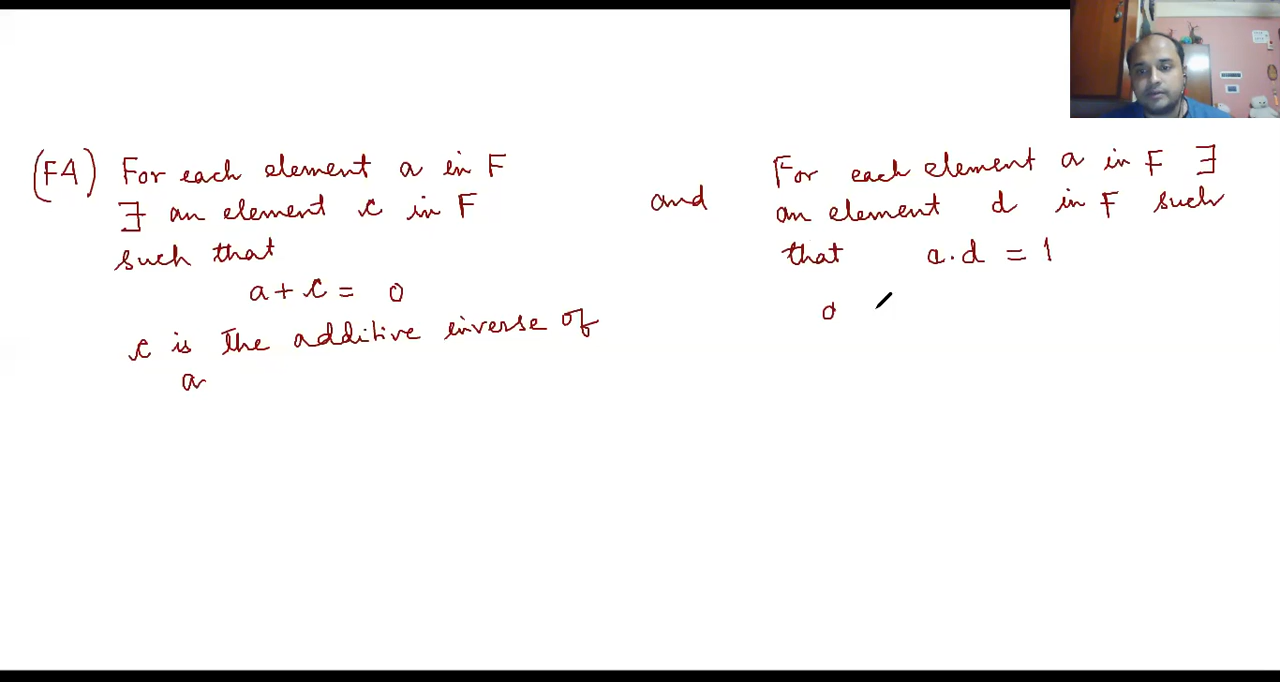 (F4) For each element a in F
∃ an element c in F
such that
a + c = 0
c is the additive inverse of
a
and
For each element a in F ∃
an element d in F such
that a.d = 1
d